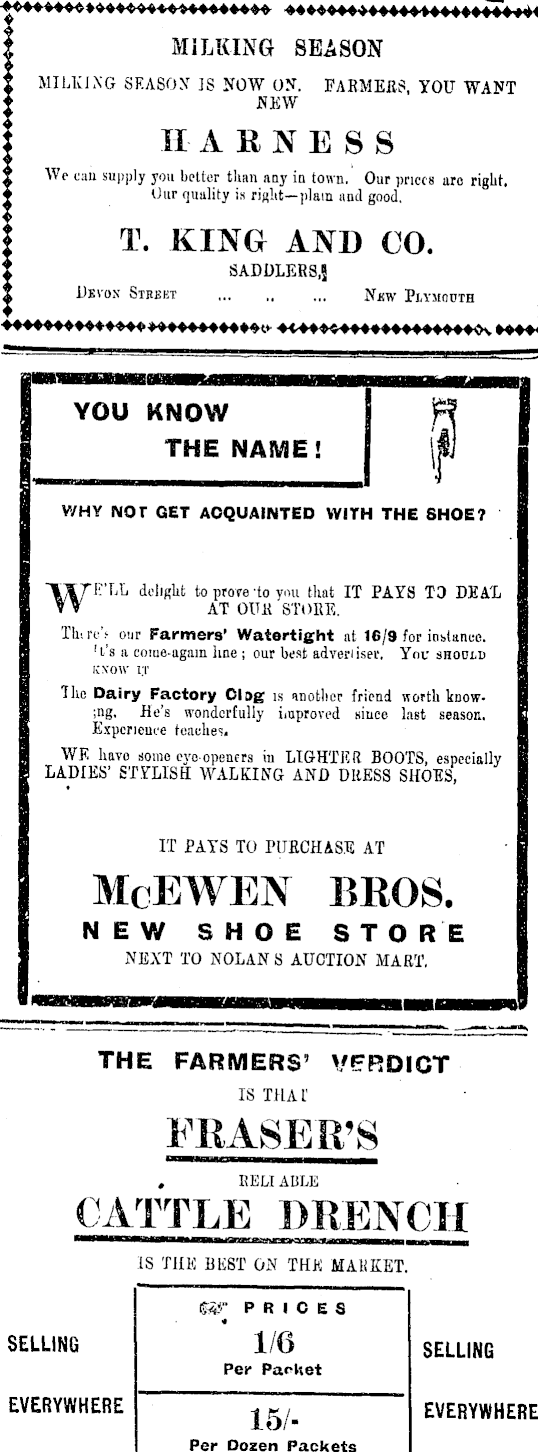 MILKING SEASON
MILKING SEASON IS NOW ON. FARMERS, YOU WANT
NEW
HARNESS
We can supply you better than any in town. Our prices are right.
Our quality is right—plain and good.
T. KING AND CO.
SADDLERS,
DEVON STREET ... .. ... NEW PLYMOUTH
YOU KNOW
THE NAME!
WHY NOT GET ACQUAINTED WITH THE SHOE?
WE'LL delight to prove to you that IT PAYS TO DEAL
AT OUR STORE.
There's our Farmers' Watertight at 16/9 for instance.
It's a come-again line; our best advertiser. YOU SHOULD
KNOW IT
The Dairy Factory Clog is another friend worth know-
ing. He's wonderfully improved since last season.
Experience teaches.
WE have some eye-openers in LIGHTER BOOTS, especially
LADIES' STYLISH WALKING AND DRESS SHOES,
IT PAYS TO PURCHASE AT
McEWEN BROS.
NEW SHOE STORE
NEXT TO NOLANS AUCTION MART.
THE FARMERS' VERDICT
IS THAT
FRASER'S
RELIABLE
CATTLE DRENCH
IS THE BEST ON THE MARKET.
PRICES
SELLING 1/6 SELLING
Per Packet
EVERYWHERE 15/- EVERYWHERE
Per Dozen Packets